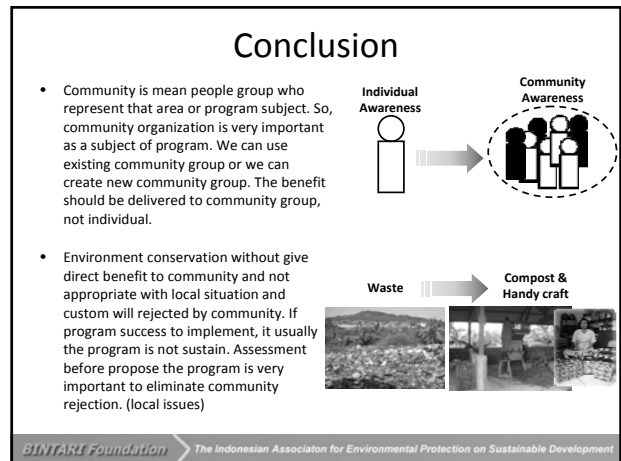 Conclusion
• Community is mean people group who
represent that area or program subject. So,
community organization is very important
as a subject of program. We can use
existing community group or we can
create new community group. The benefit
should be delivered to community group,
not individual.
Individual
Awareness
Community
Awareness
• Environment conservation without give
direct benefit to community and not
appropriate with local situation and
custom will rejected by community. If
program success to implement, it usually
the program is not sustain. Assessment
before propose the program is very
important to eliminate community
rejection. (local issues)
Waste
Compost &
Handy craft
BINTARI Foundation
The Indonesian Associaton for Environmental Protection on Sustainable Development